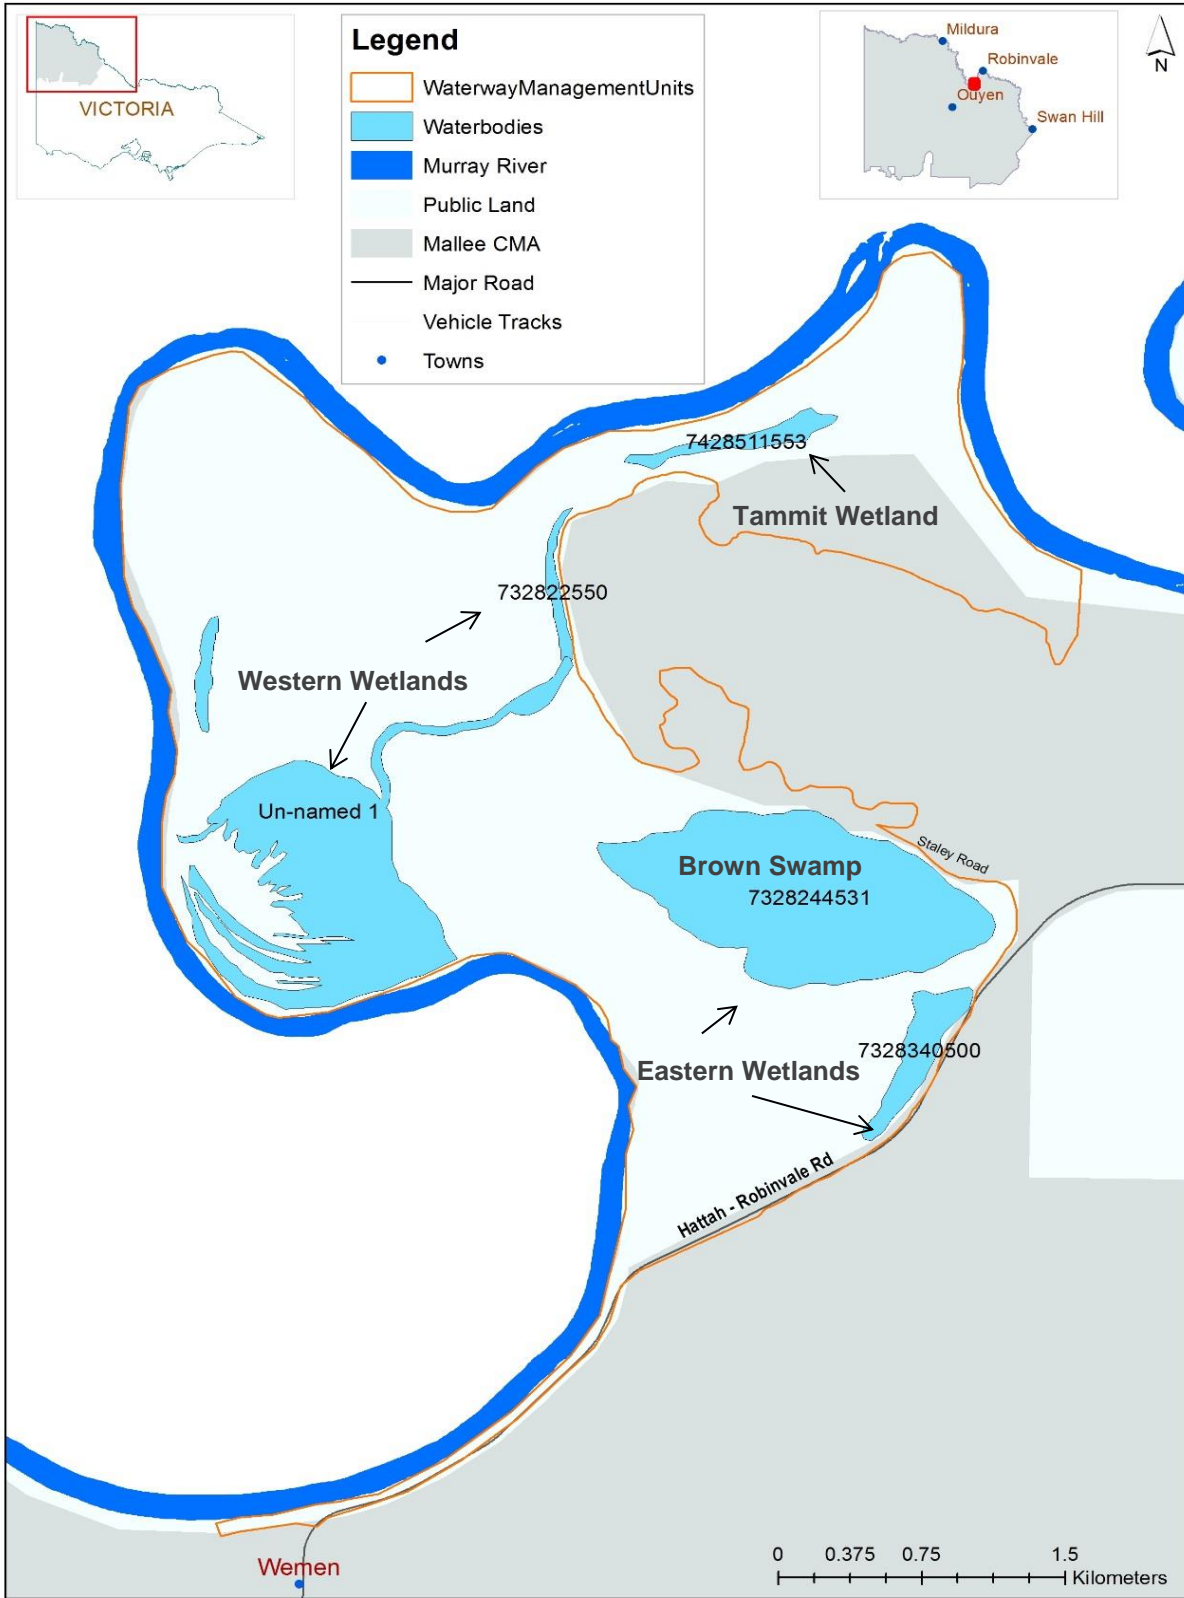 VICTORIA
Legend
WaterwayManagementUnits
Waterbodies
Murray River
Public Land
Mallee CMA
Major Road
Vehicle Tracks
Towns
Mildura
Robinvale
Ouyen
Swan Hill
N
7428511553
Tammit Wetland
732822550
Western Wetlands
Un-named 1
Staley Road
Brown Swamp
7328244531
7328340500
Eastern Wetlands
Hattah - Robinvale Rd
Wemen
0 0.375 0.75 1.5
Kilometers